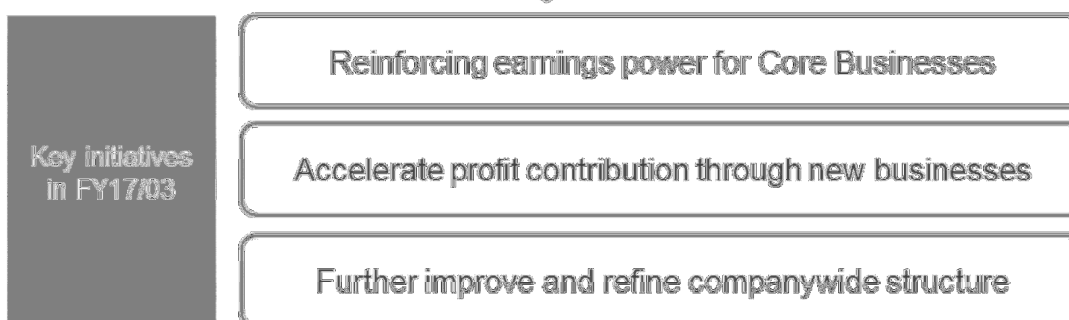 Reinforcing earnings power for Core Businesses
Key initiatives
in FY17/03
Accelerate profit contribution through new businesses
Further improve and refine companywide structure